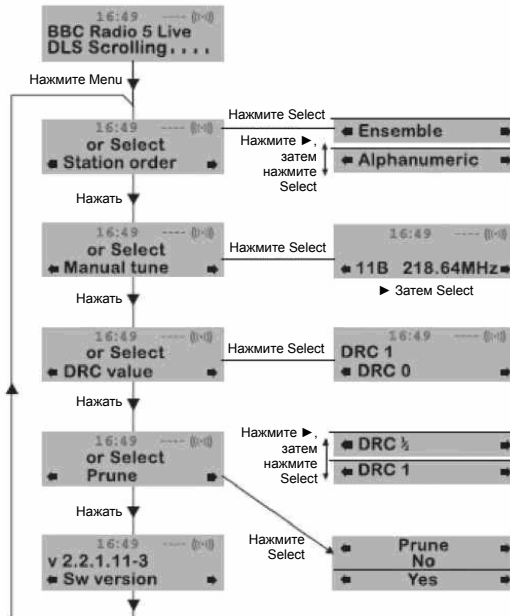 16:49 ----
BBC Radio 5 Live
DLS Scrolling....
Нажмите Menu
16:49 ----
or Select
Station order
Нажмите Select
Ensemble
Нажмите ►,
затем
нажмите
Select
Alphanumeric
Нажать
16:49 ----
or Select
Manual tune
Нажмите Select
16:49 ----
11B 218.64MHz
► Затем Select
Нажать
16:49 ----
or Select
DRC value
Нажмите Select
16:49 ----
DRC 1
DRC 0
Нажать
16:49 ----
or Select
Prune
Нажмите ►,
затем
нажмите
Select
DRC ½
DRC 1
Нажать
16:49 ----
v 2.2.1.11-3
Sw version
Нажмите
Select
Prune
No
Yes